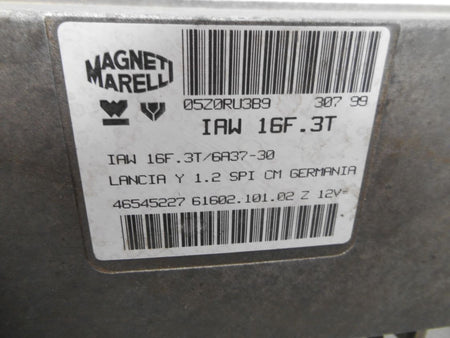 MAGNETI
MARELLI
05Z0RU3B9 307 99
IAW 16F.3T
IAW 16F.3T/6A37-30
LANCIA Y 1.2 SPI CM GERMANIA
46545227 61602.101.02 Z 12V=